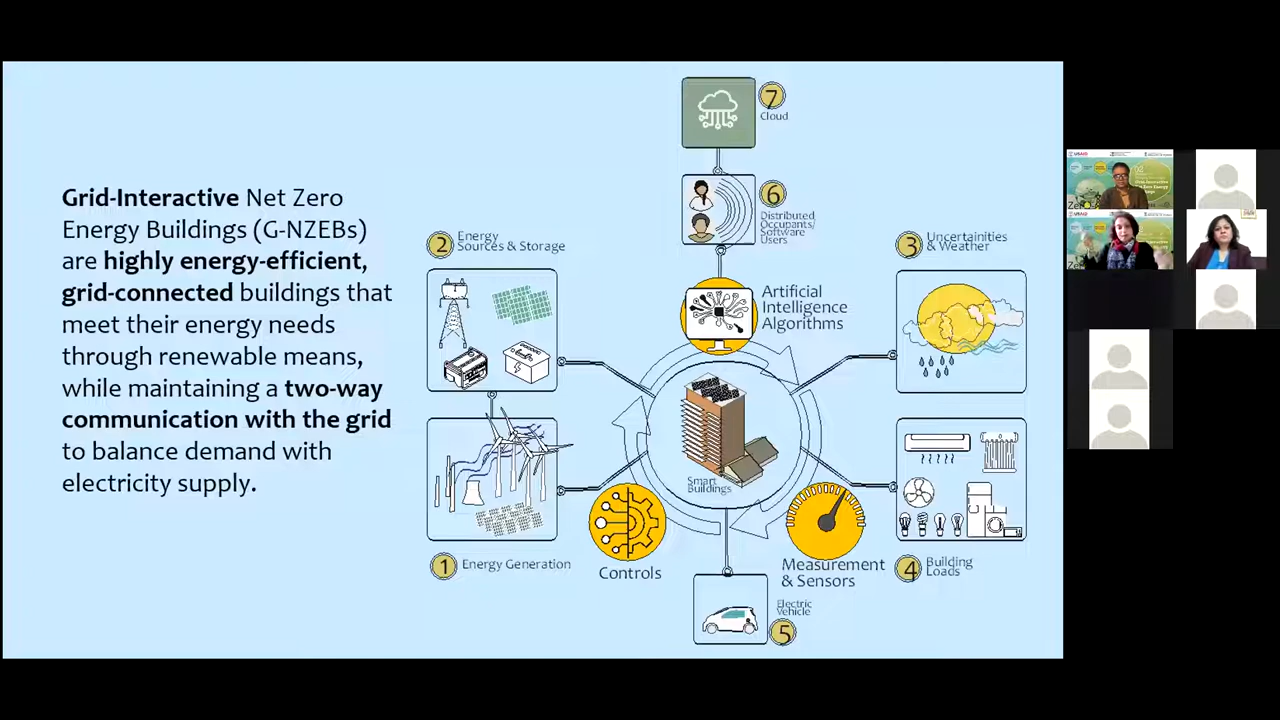 Grid-Interactive Net Zero
Energy Buildings (G-NZEBs)
are highly energy-efficient,
grid-connected buildings that
meet their energy needs
through renewable means,
while maintaining a two-way
communication with the grid
to balance demand with
electricity supply.
7
Cloud
6
Distributed
Occupants/
Software
Users
2
Energy
Sources & Storage
3
Uncertainities
& Weather
Artificial
Intelligence
Algorithms
Smart
Buildings
1
Energy Generation
Controls
Measurement
& Sensors
4
Building
Loads
Electric
Vehicle
5
USAID
USAID